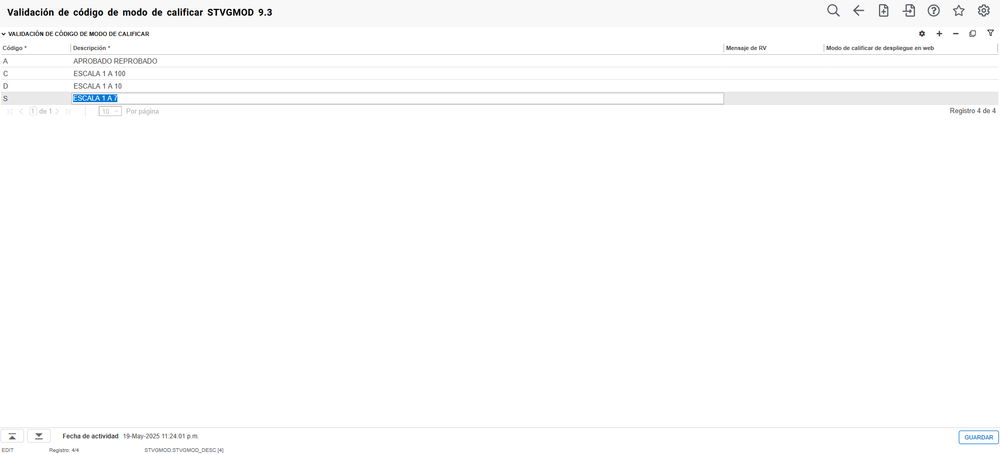 Validación de código de modo de calificar STVGMOD 9.3
VALIDACIÓN DE CÓDIGO DE MODO DE CALIFICAR
Código * Descripción * Mensaje de RV Modo de calificar de despliegue en web
A APROBADO REPROBADO
C ESCALA 1 A 100
D ESCALA 1 A 10
S ESCALA 1 A 7
1 de 1 10 Por página Registro 4 de 4
Fecha de actividad 19-May-2025 11:24:01 p.m. GUARDAR
EDIT Registro: 4/4 STVGMOD.STVGMOD_DESC [4]